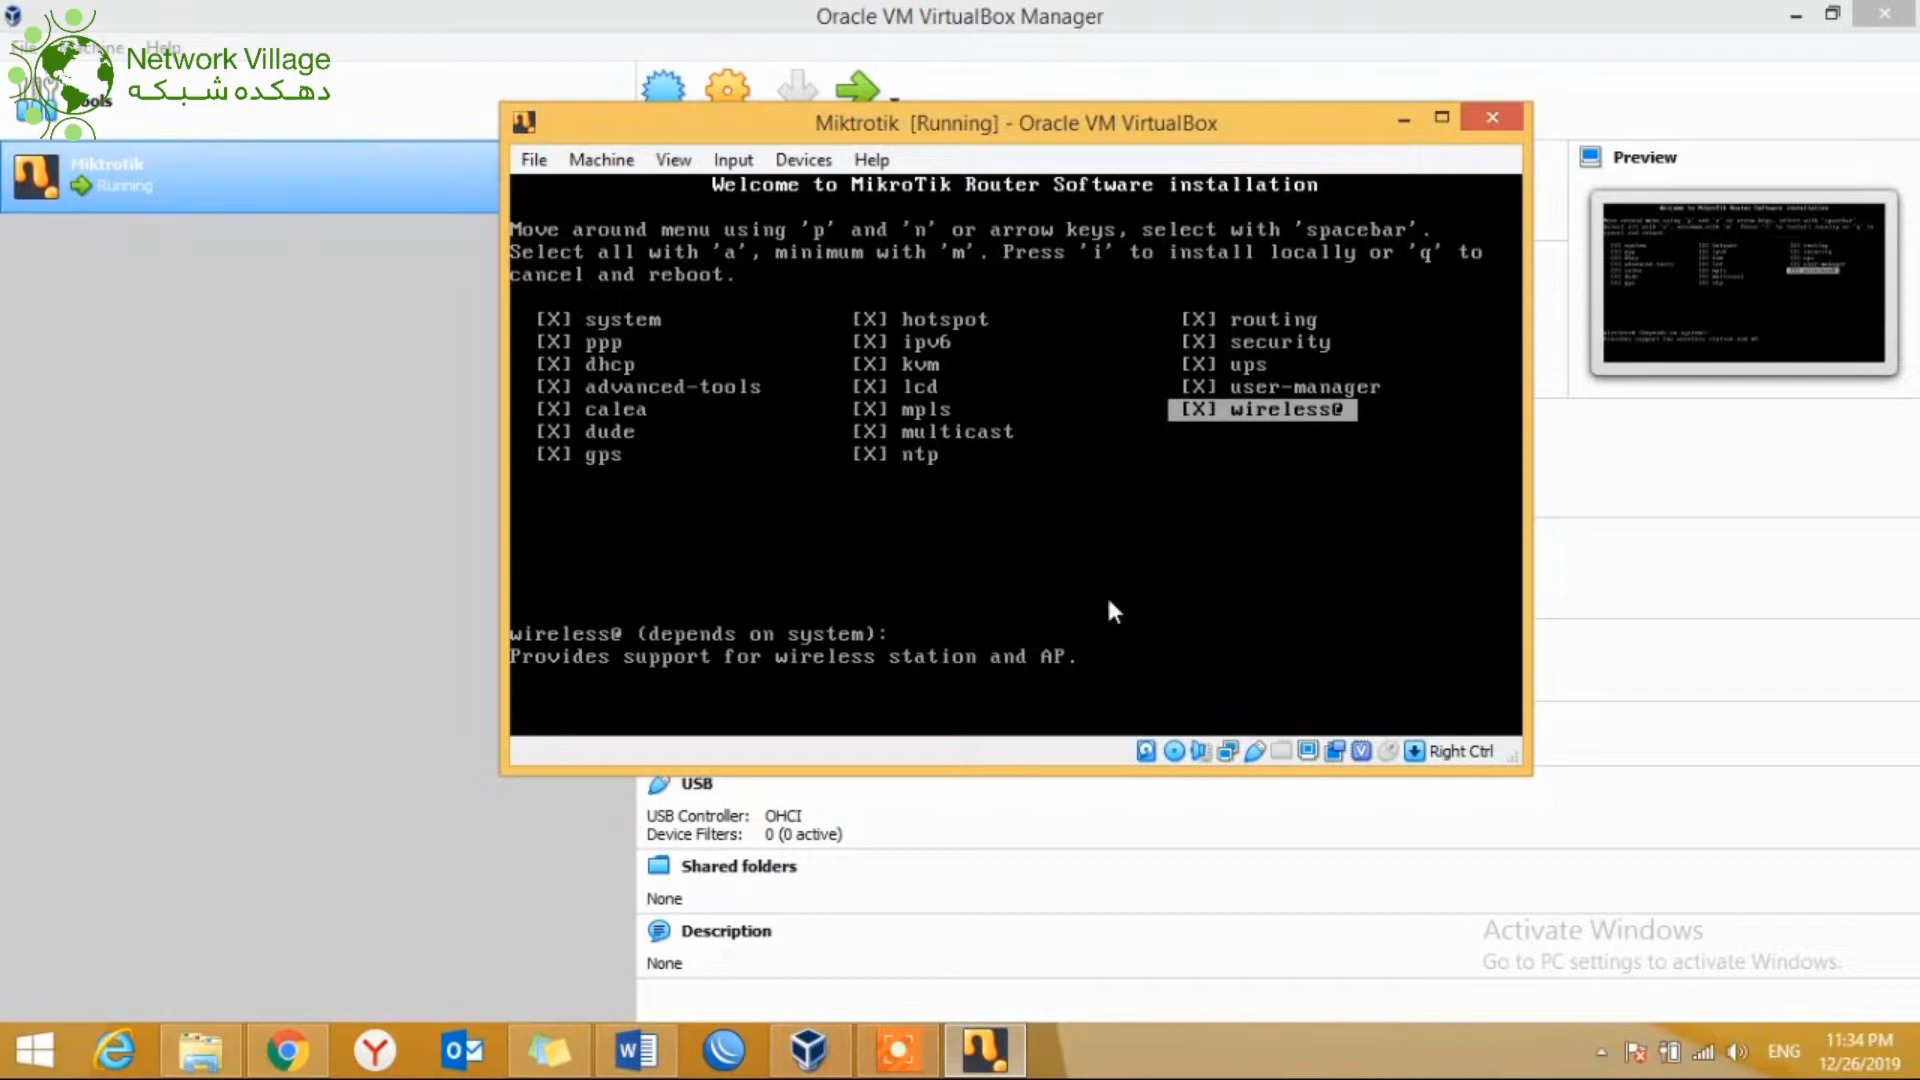 Oracle VM VirtualBox Manager
File Machine Help
Network Village
دهکده شبکه
Tools
Miktrotik
Running
Miktrotik [Running] - Oracle VM VirtualBox
File Machine View Input Devices Help
Welcome to MikroTik Router Software installation
Move around menu using 'p' and 'n' or arrow keys, select with 'spacebar'.
Select all with 'a', minimum with 'm'. Press 'i' to install locally or 'q' to
cancel and reboot.
[X] system [X] hotspot [X] routing
[X] ppp [X] ipv6 [X] security
[X] dhcp [X] kvm [X] ups
[X] advanced-tools [X] lcd [X] user-manager
[X] calea [X] mpls [X] wireless@
[X] dude [X] multicast
[X] gps [X] ntp
wireless@ (depends on system):
Provides support for wireless station and AP.
Right Ctrl
Preview
USB
USB Controller: OHCI
Device Filters: 0 (0 active)
Shared folders
None
Description
None
Activate Windows
Go to PC settings to activate Windows.
ENG
11:34 PM
12/26/2019